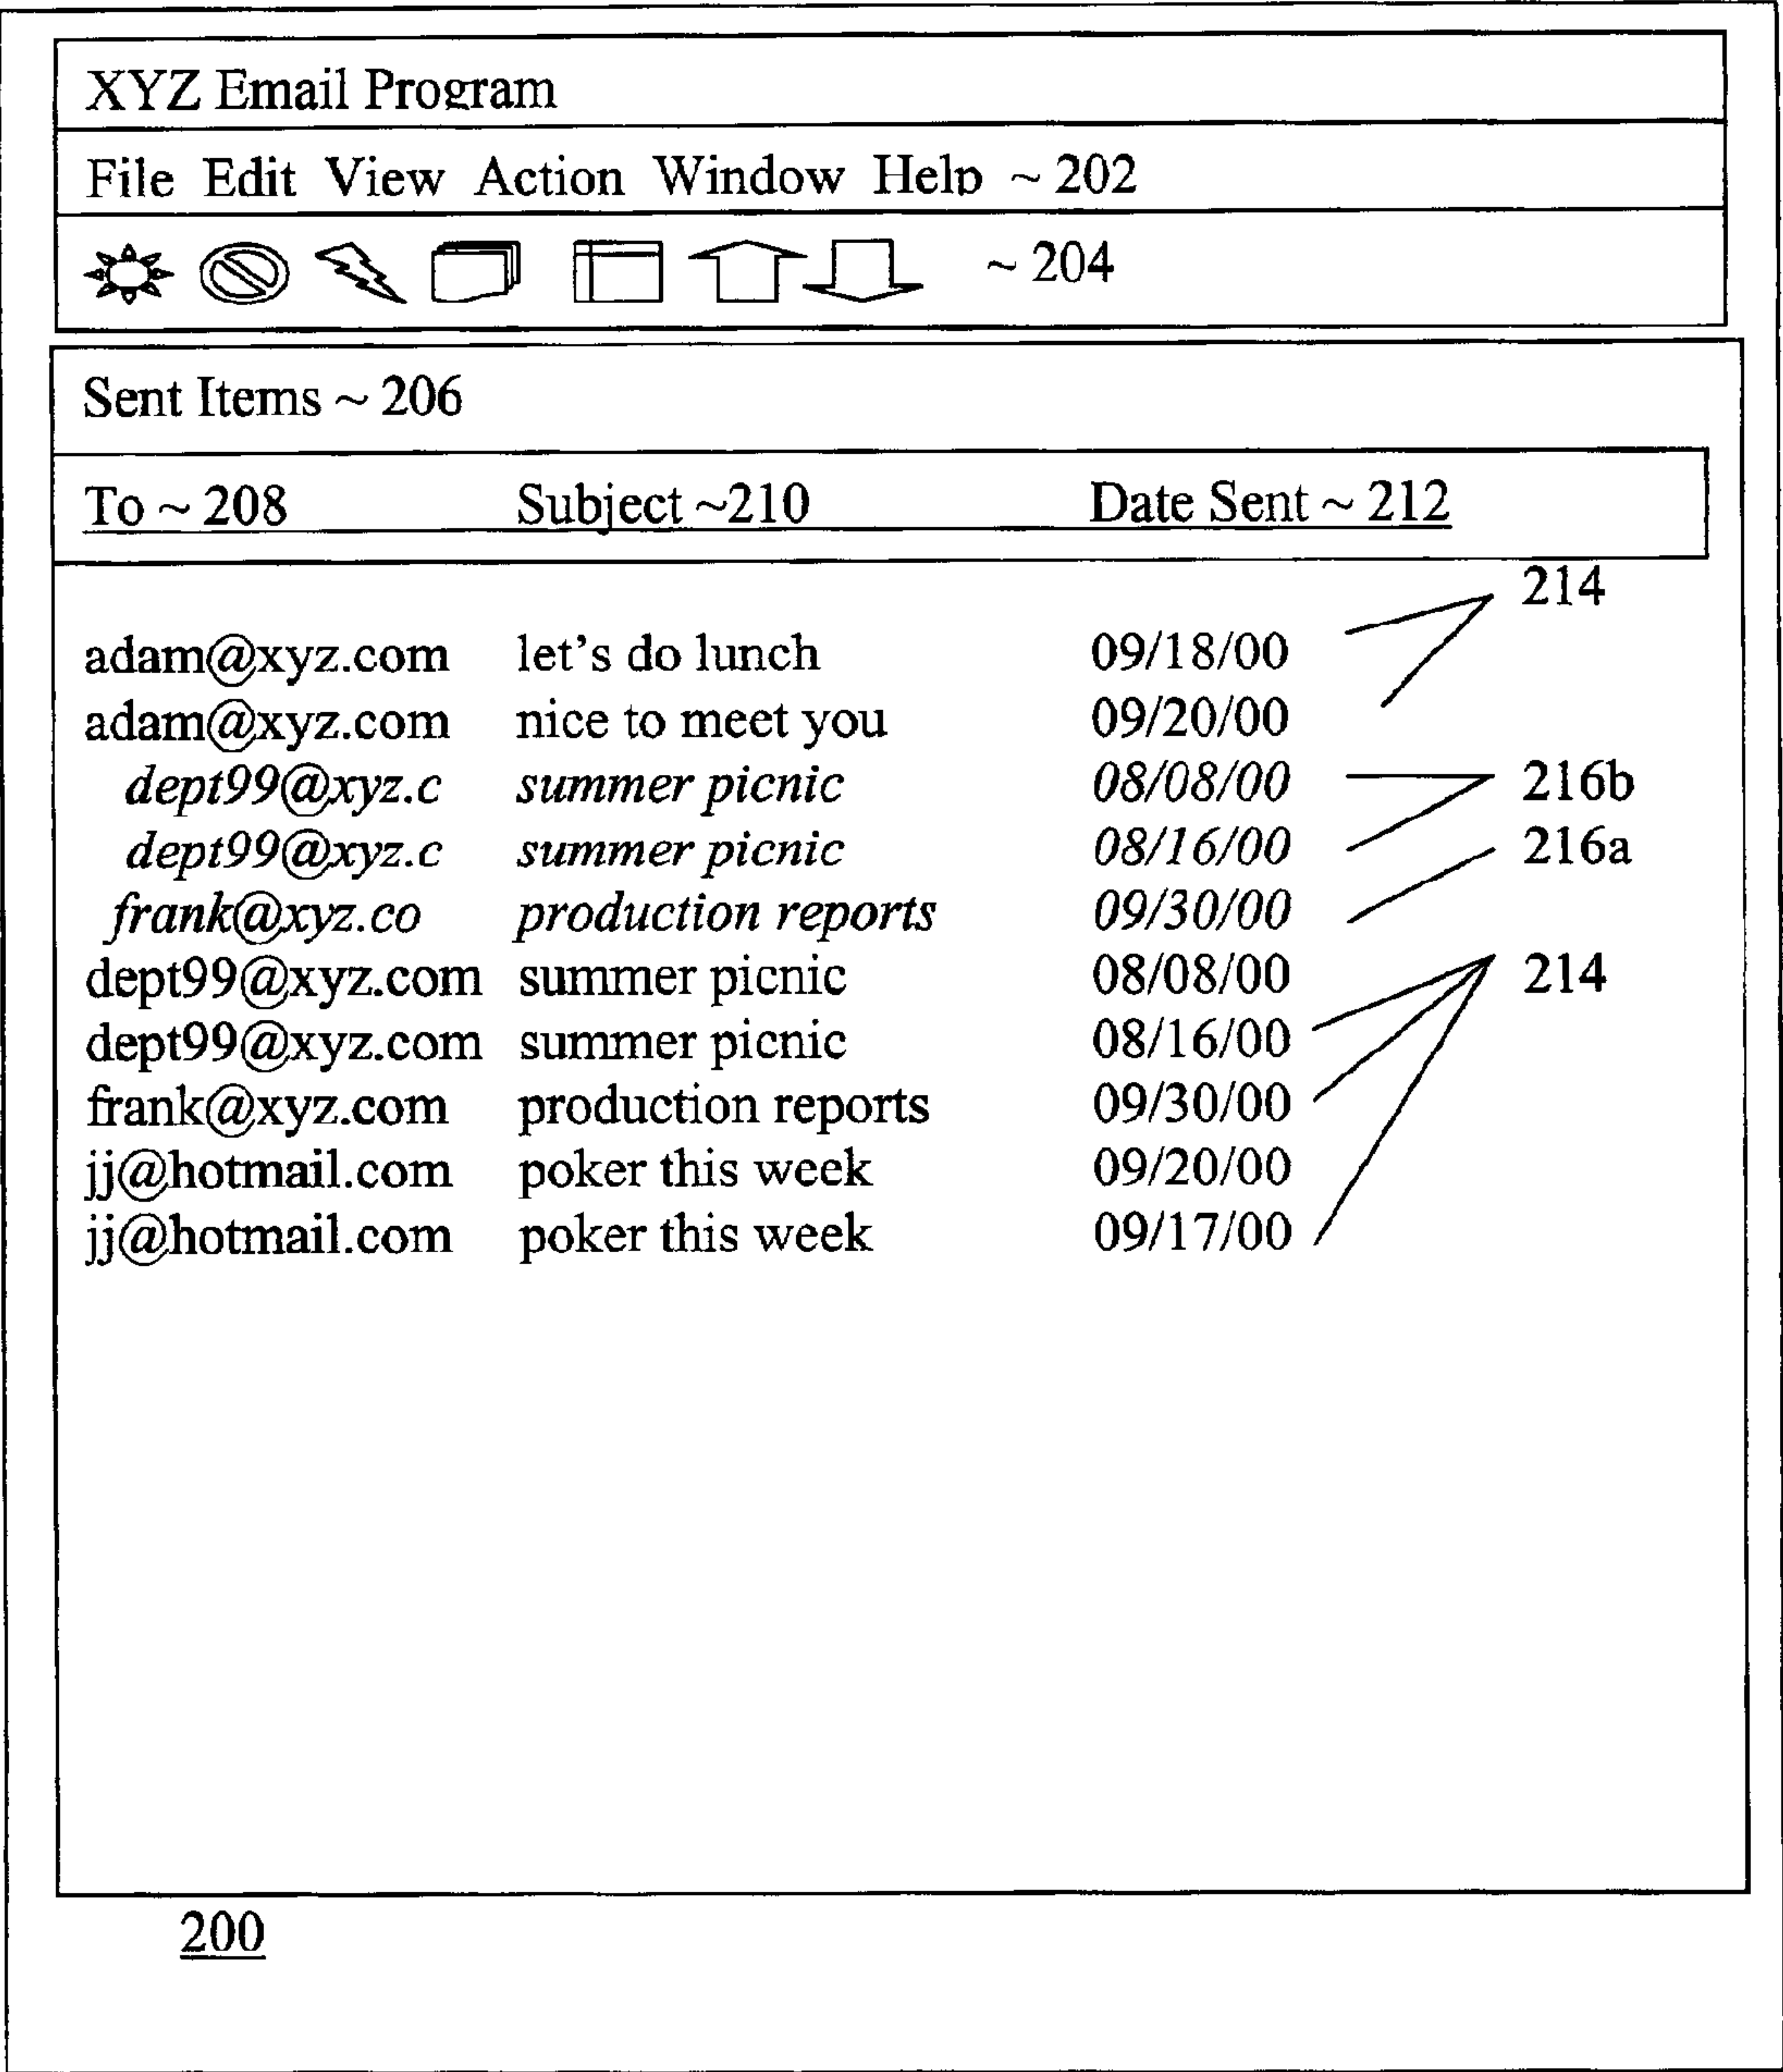 XYZ Email Program
File Edit View Action Window Help ~ 202
~ 204
Sent Items ~ 206
To ~ 208 Subject ~210 Date Sent ~ 212
214
adam@xyz.com let's do lunch 09/18/00
adam@xyz.com nice to meet you 09/20/00
dept99@xyz.c summer picnic 08/08/00 216b
dept99@xyz.c summer picnic 08/16/00 216a
frank@xyz.co production reports 09/30/00
dept99@xyz.com summer picnic 08/08/00 214
dept99@xyz.com summer picnic 08/16/00
frank@xyz.com production reports 09/30/00
jj@hotmail.com poker this week 09/20/00
jj@hotmail.com poker this week 09/17/00
200